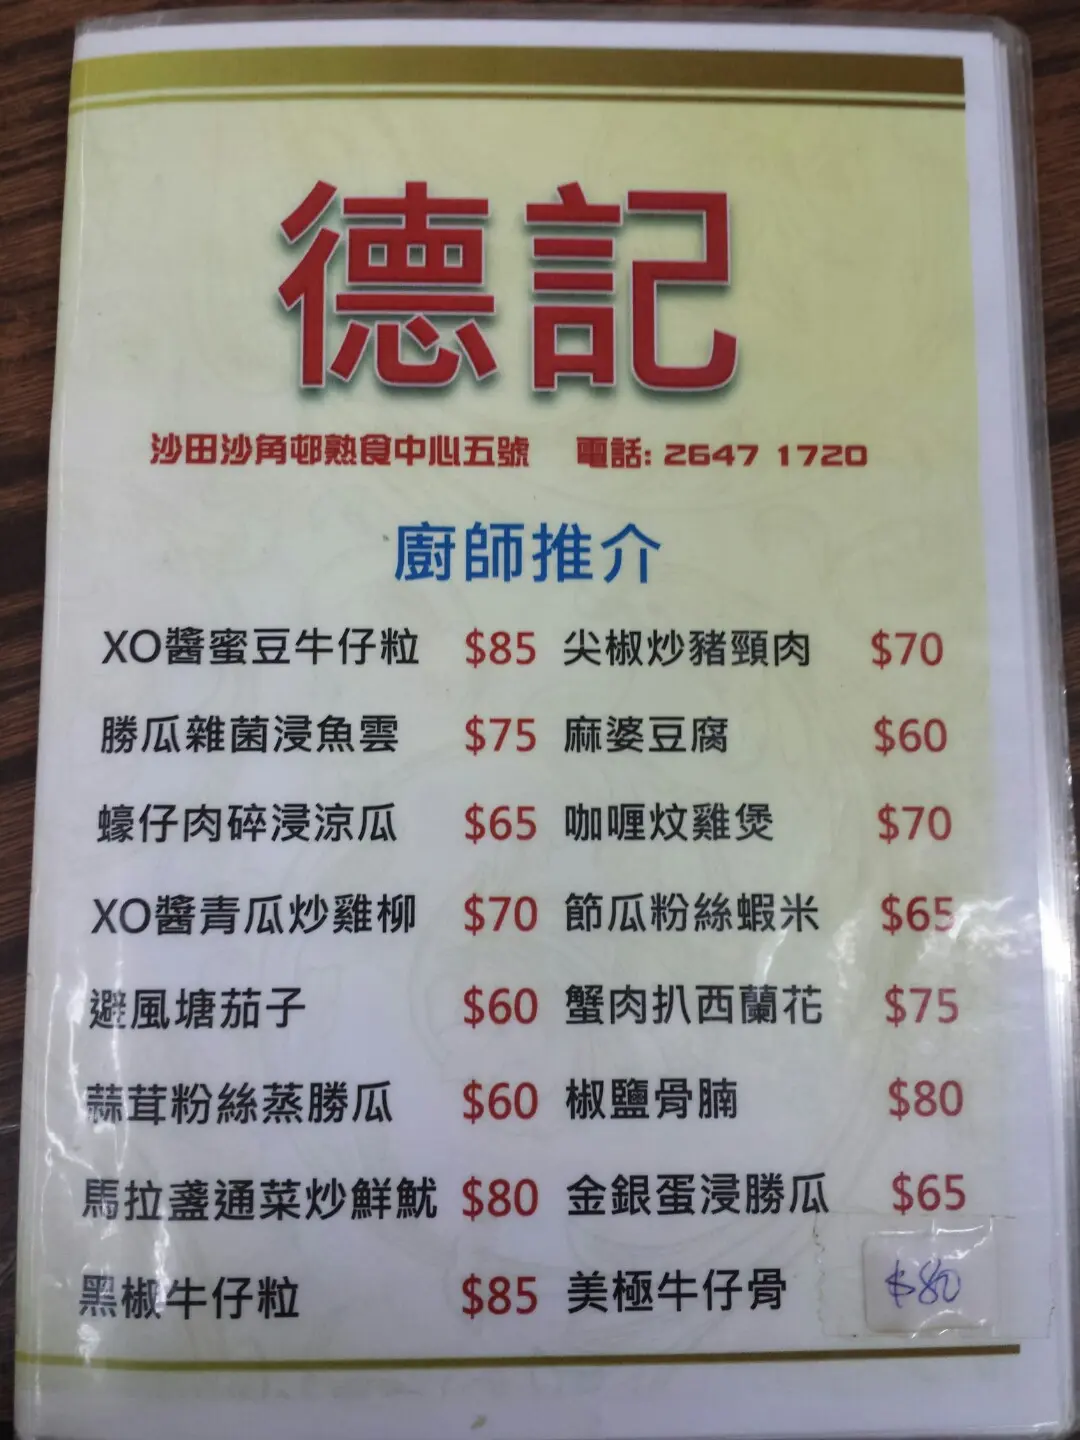 德記
沙田沙角邨熟食中心五號 電話: 2647 1720
廚師推介
XO醬蜜豆牛仔粒 $85 尖椒炒豬頸肉 $70
勝瓜雜菌浸魚雲 $75 麻婆豆腐 $60
蠔仔肉碎浸涼瓜 $65 咖喱炆雞煲 $70
XO醬青瓜炒雞柳 $70 節瓜粉絲蝦米 $65
避風塘茄子 $60 蟹肉扒西蘭花 $75
蒜茸粉絲蒸勝瓜 $60 椒鹽骨腩 $80
馬拉盞通菜炒鮮魷 $80 金銀蛋浸勝瓜 $65
黑椒牛仔粒 $85 美極牛仔骨 $80